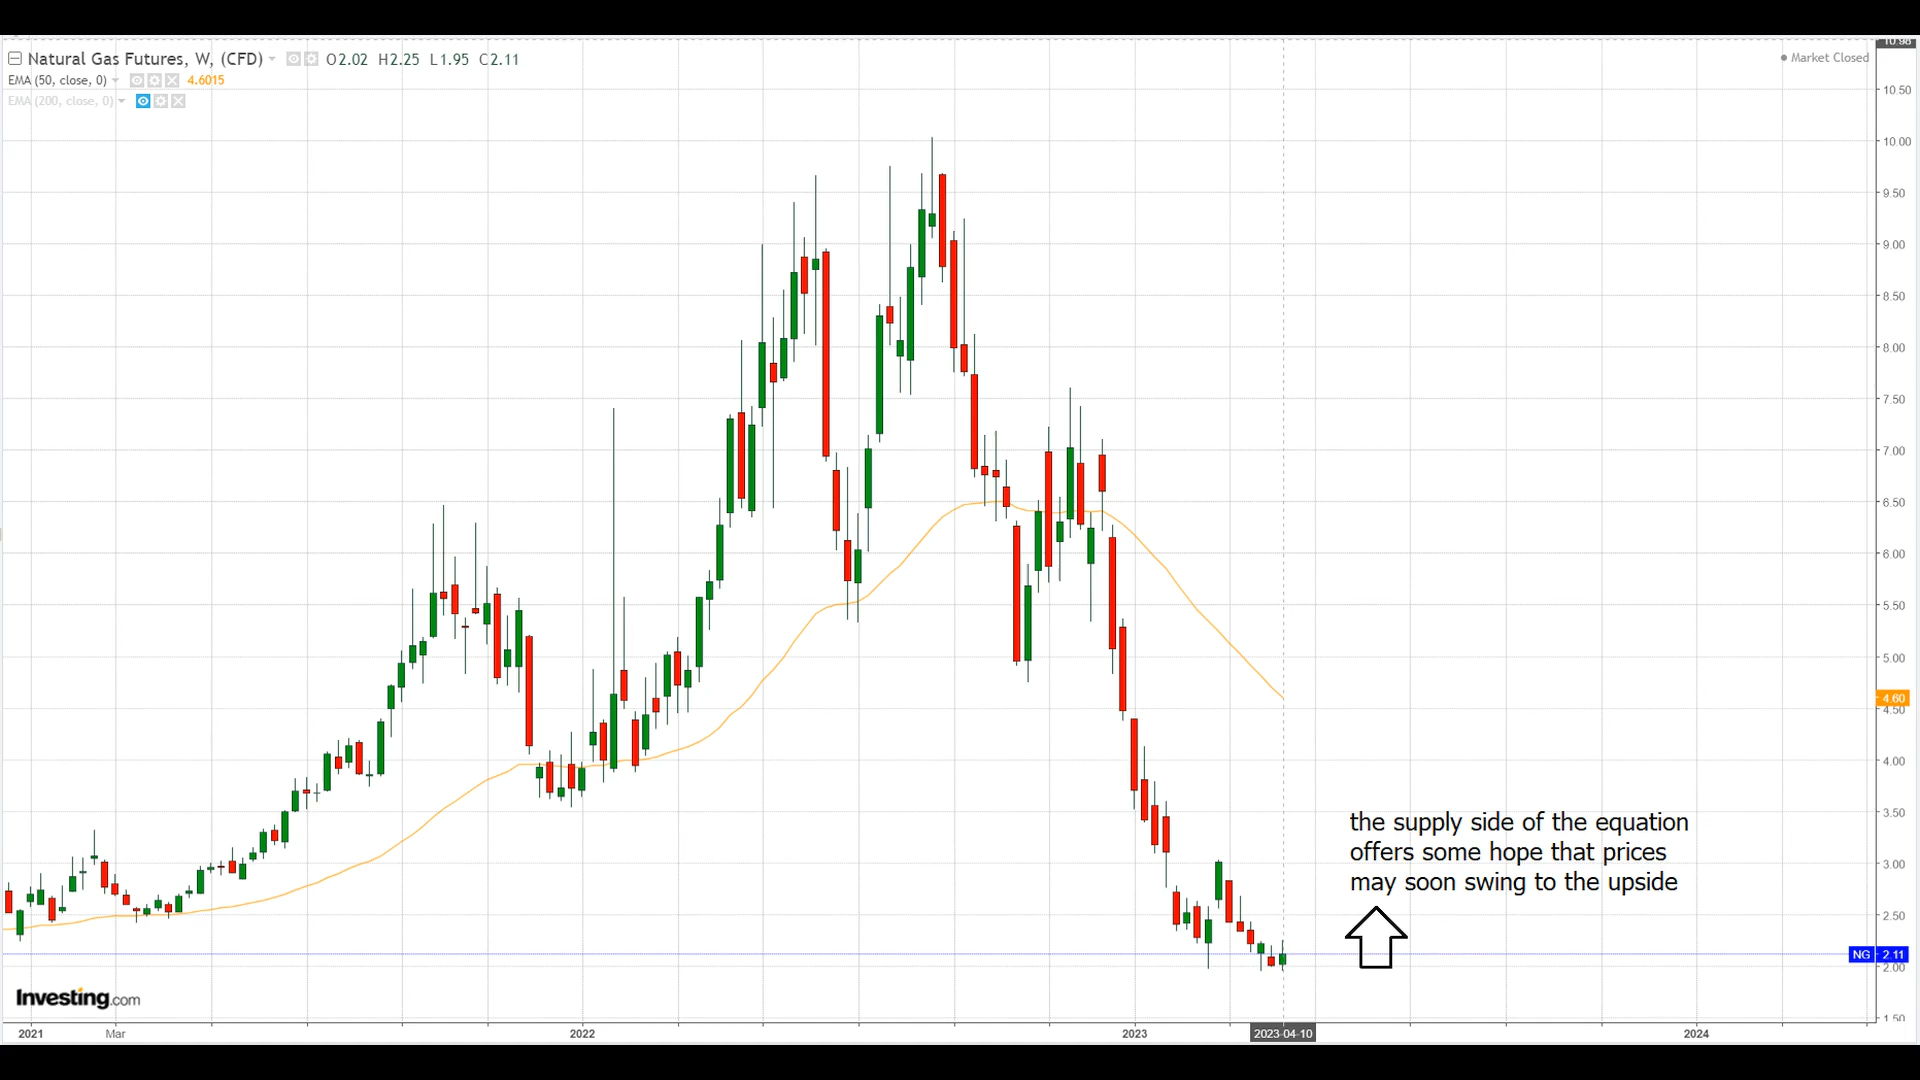 Natural Gas Futures, W, (CFD) O2.02 H2.25 L1.95 C2.11
Market Closed
EMA (50, close, 0) 4.6015
EMA (200, close, 0)
10.98
10.50
10.00
9.50
9.00
8.50
8.00
7.50
7.00
6.50
6.00
5.50
5.00
4.60
4.50
4.00
3.50
3.00
2.50
NG 2.11
2.00
1.50
the supply side of the equation
offers some hope that prices
may soon swing to the upside
Investing.com
2021 Mar 2022 2023 2023-04-10 2024